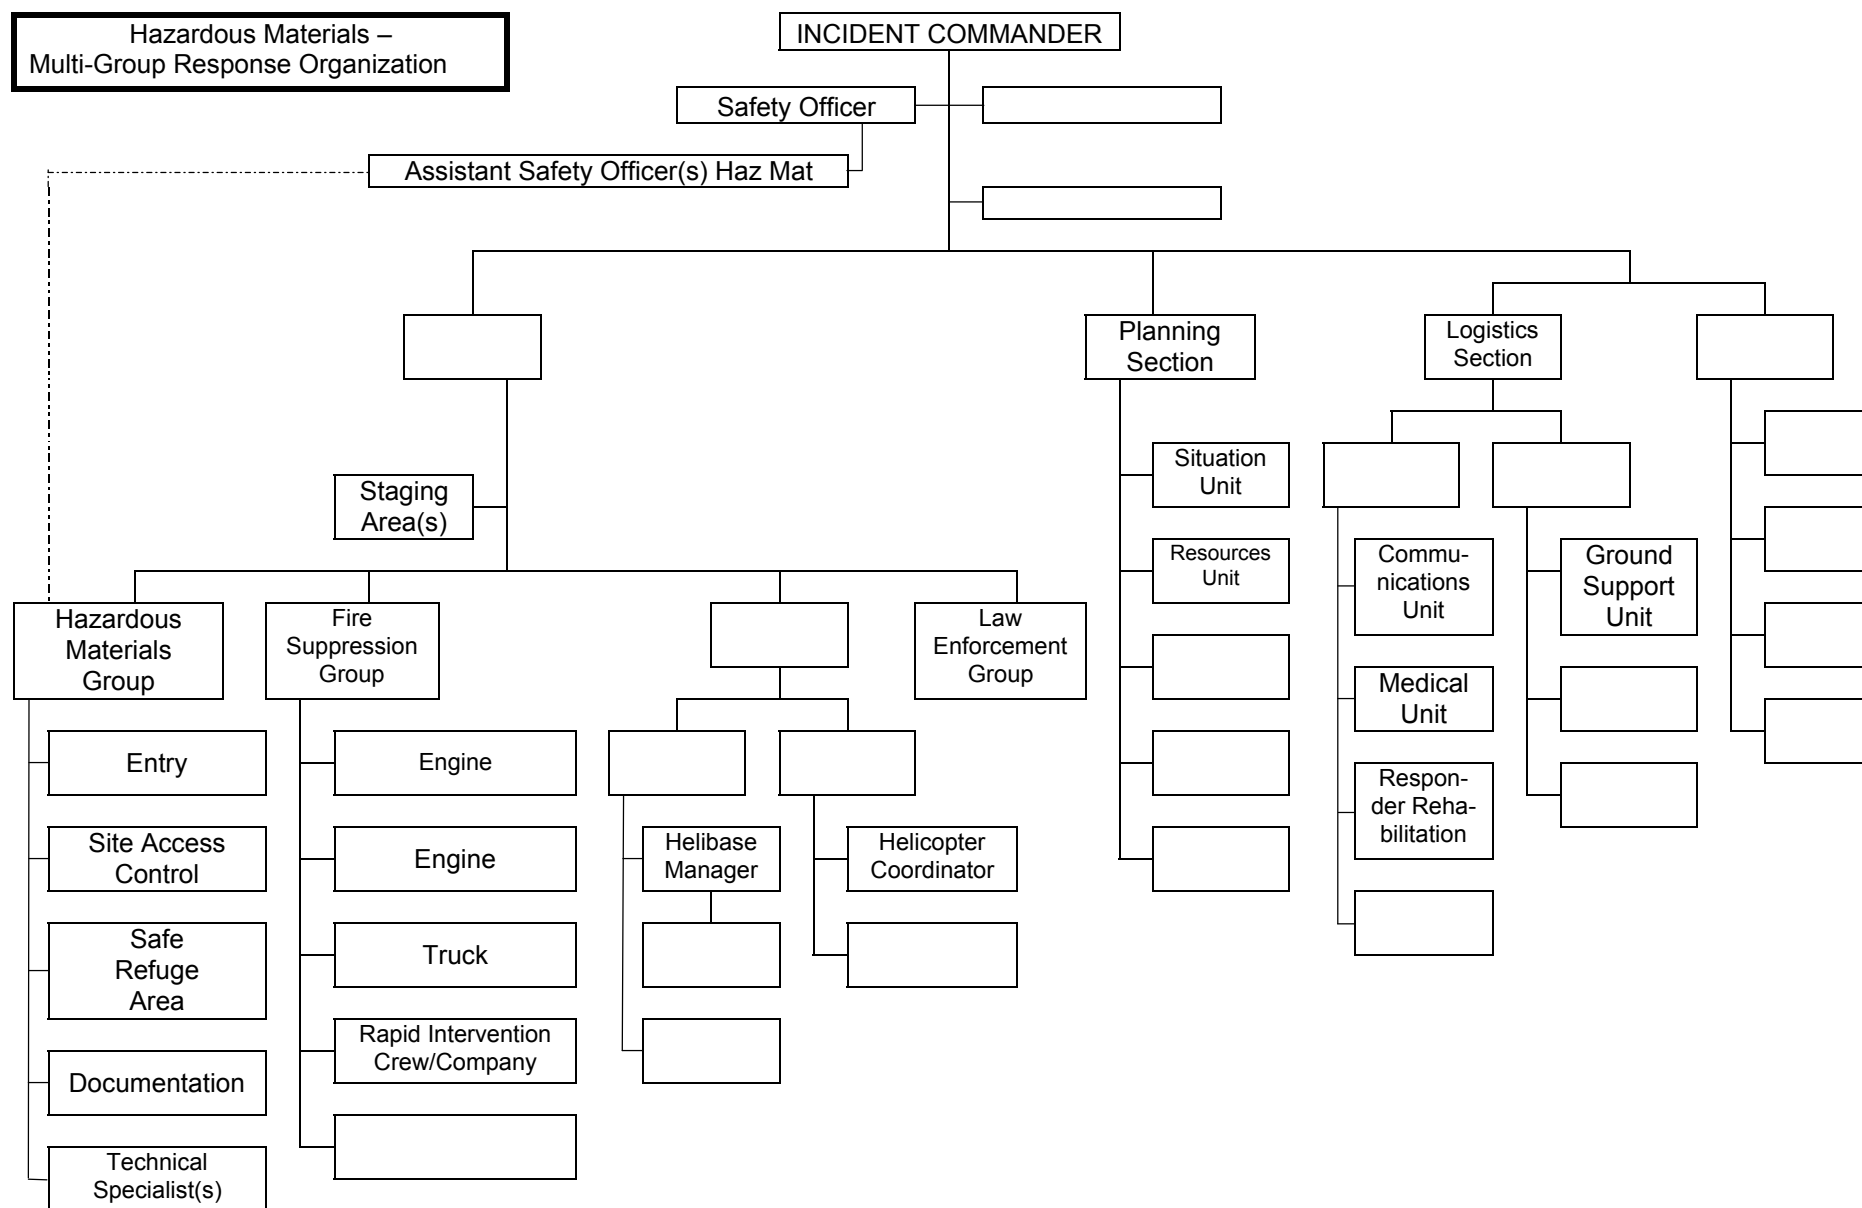 Hazardous Materials –
Multi-Group Response Organization
INCIDENT COMMANDER
Safety Officer
Assistant Safety Officer(s) Haz Mat
Planning
Section
Logistics
Section
Situation
Unit
Staging
Area(s)
Resources
Unit
Commu-
nications
Unit
Ground
Support
Unit
Hazardous
Materials
Group
Fire
Suppression
Group
Law
Enforcement
Group
Medical
Unit
Entry
Engine
Respon-
der Reha-
bilitation
Site Access
Control
Engine
Helibase
Manager
Helicopter
Coordinator
Safe
Refuge
Area
Truck
Rapid Intervention
Crew/Company
Documentation
Technical
Specialist(s)